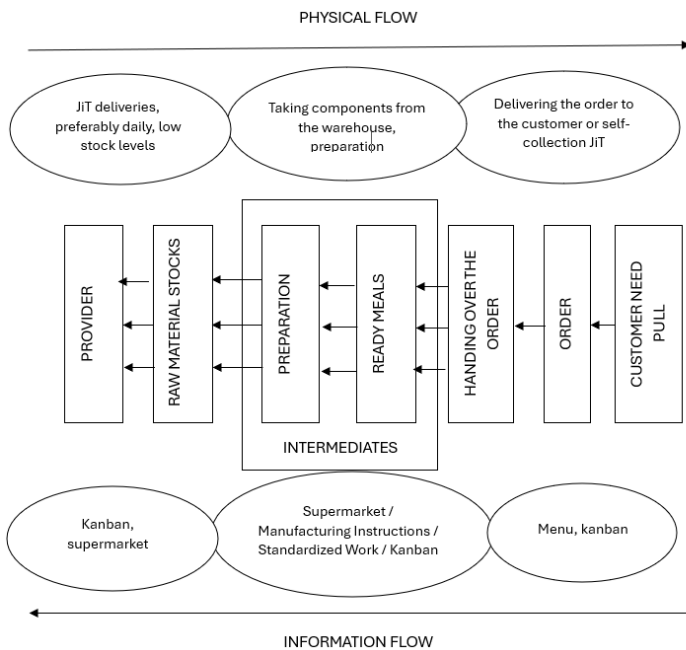 PHYSICAL FLOW
JiT deliveries,
preferably daily, low
stock levels
Taking components from
the warehouse,
preparation
Delivering the order to
the customer or self-
collection JiT
PROVIDER
RAW MATERIAL STOCKS
PREPARATION
READY MEALS
HANDING OVER THE
ORDER
ORDER
CUSTOMER NEED
PULL
INTERMEDIATES
Kanban,
supermarket
Supermarket /
Manufacturing Instructions /
Standardized Work / Kanban
Menu, kanban
INFORMATION FLOW